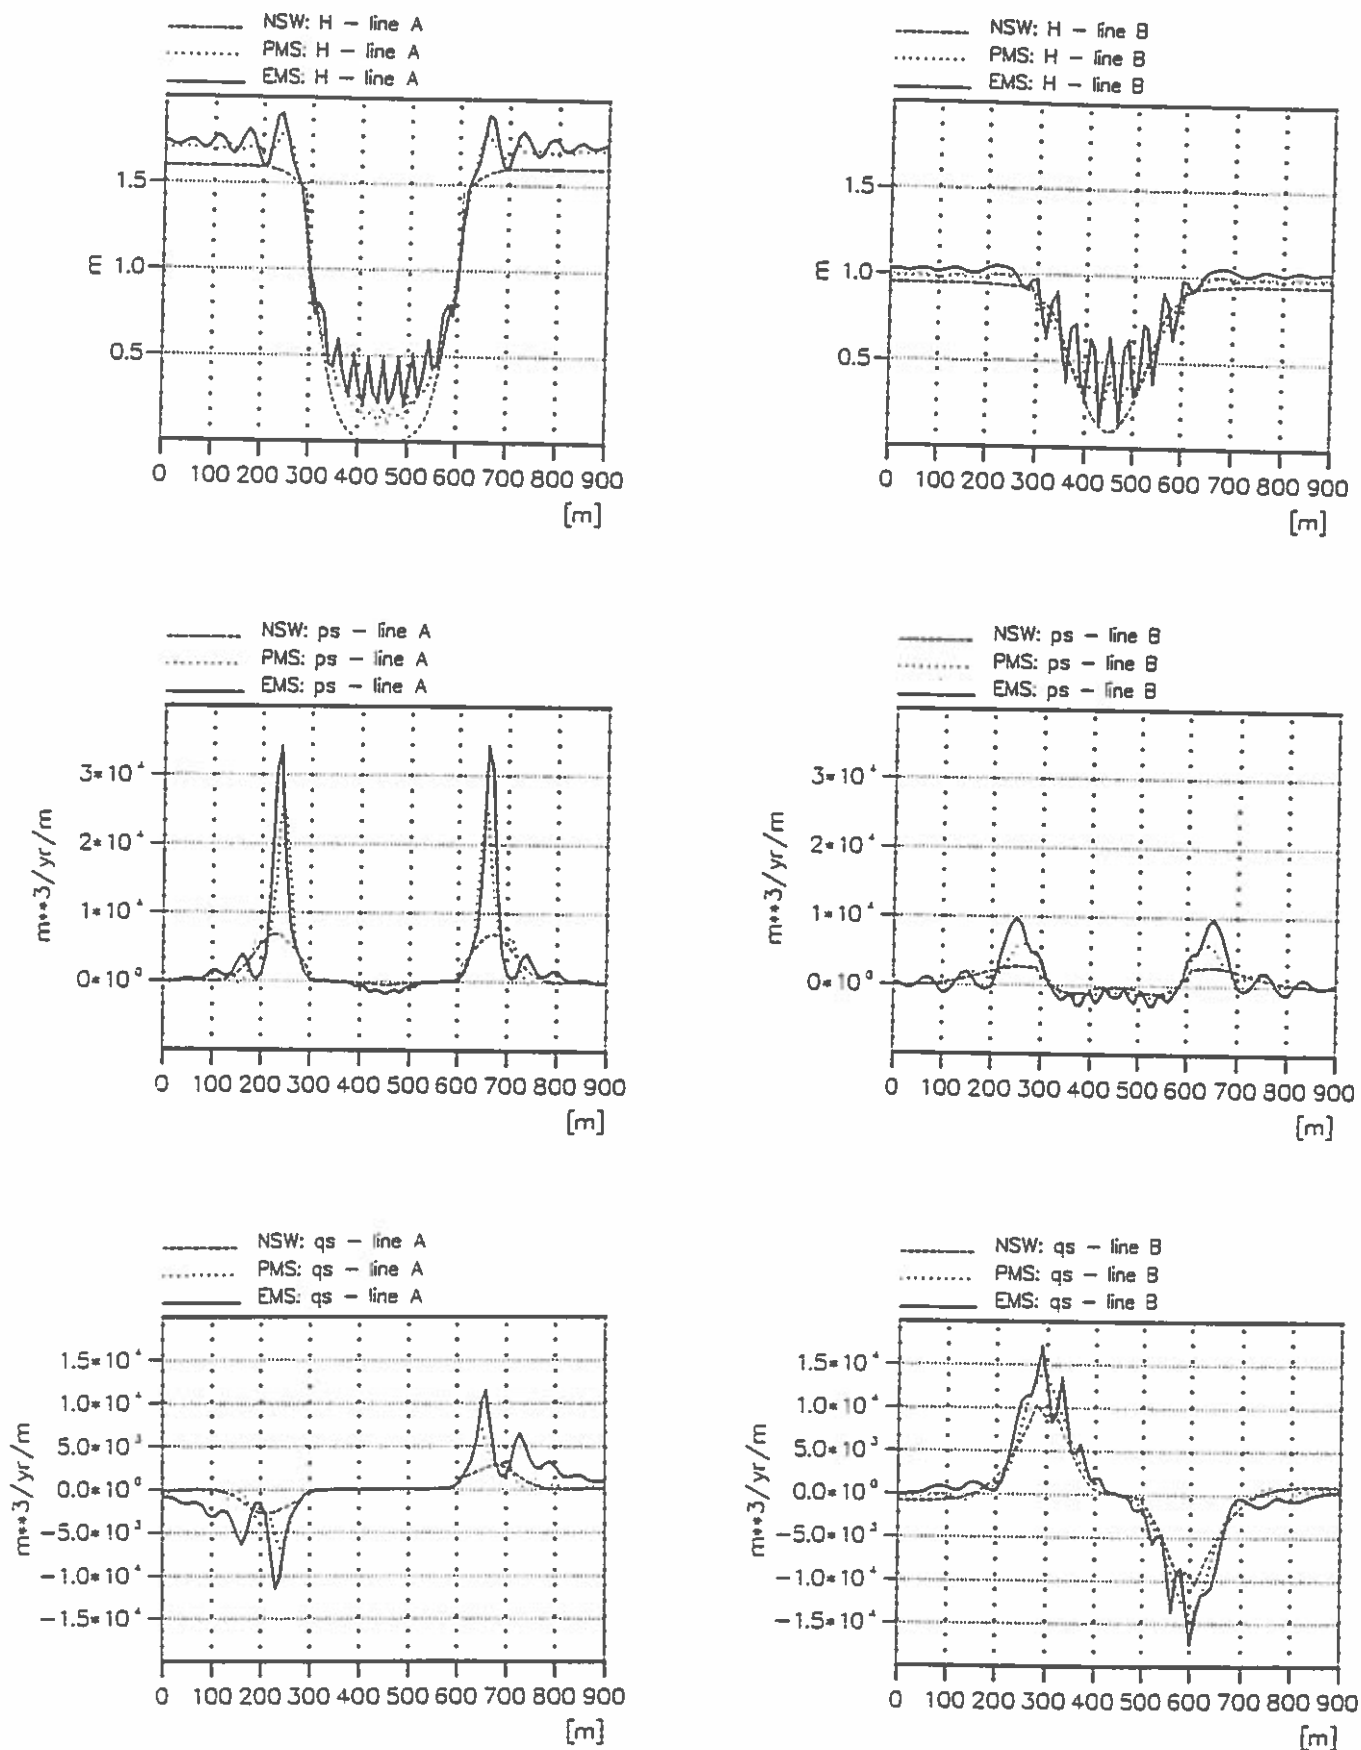 NSW: H – line A
PMS: H – line A
EMS: H – line A
1.5
m 1.0
0.5
0 100 200 300 400 500 600 700 800 900
[m]
NSW: H – line B
PMS: H – line B
EMS: H – line B
1.5
m 1.0
0.5
0 100 200 300 400 500 600 700 800 900
[m]
NSW: ps – line A
PMS: ps – line A
EMS: ps – line A
3*10⁴
2*10⁴
1*10⁴
0*10⁰
m**3/yr/m
0 100 200 300 400 500 600 700 800 900
[m]
NSW: ps – line B
PMS: ps – line B
EMS: ps – line B
3*10⁴
2*10⁴
1*10⁴
0*10⁰
m**3/yr/m
0 100 200 300 400 500 600 700 800 900
[m]
NSW: qs – line A
PMS: qs – line A
EMS: qs – line A
1.5*10⁴
1.0*10⁴
5.0*10³
0.0*10⁰
−5.0*10³
−1.0*10⁴
−1.5*10⁴
m**3/yr/m
0 100 200 300 400 500 600 700 800 900
[m]
NSW: qs – line B
PMS: qs – line B
EMS: qs – line B
1.5*10⁴
1.0*10⁴
5.0*10³
0.0*10⁰
−5.0*10³
−1.0*10⁴
−1.5*10⁴
m**3/yr/m
0 100 200 300 400 500 600 700 800 900
[m]